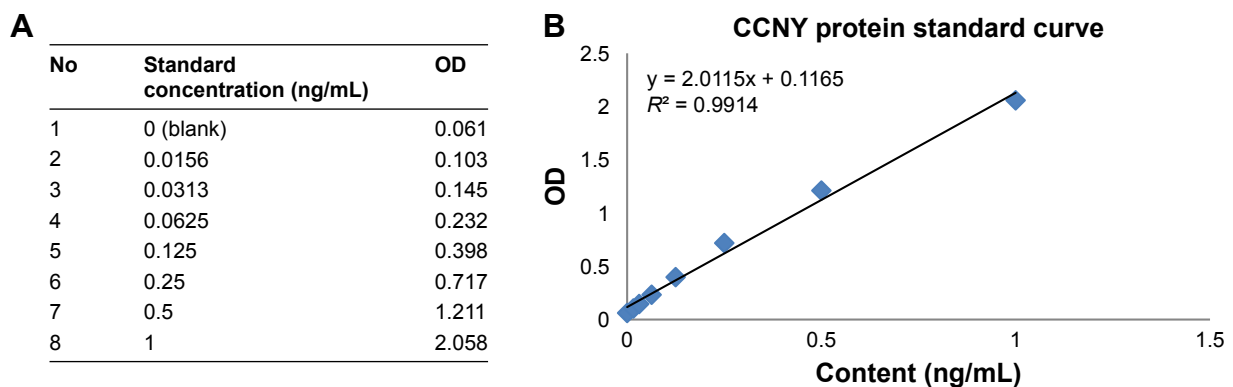 A
No Standard concentration (ng/mL) OD
1 0 (blank) 0.061
2 0.0156 0.103
3 0.0313 0.145
4 0.0625 0.232
5 0.125 0.398
6 0.25 0.717
7 0.5 1.211
8 1 2.058
B
CCNY protein standard curve
y = 2.0115x + 0.1165
R² = 0.9914
OD
2.5
2
1.5
1
0.5
0
0 0.5 1 1.5
Content (ng/mL)